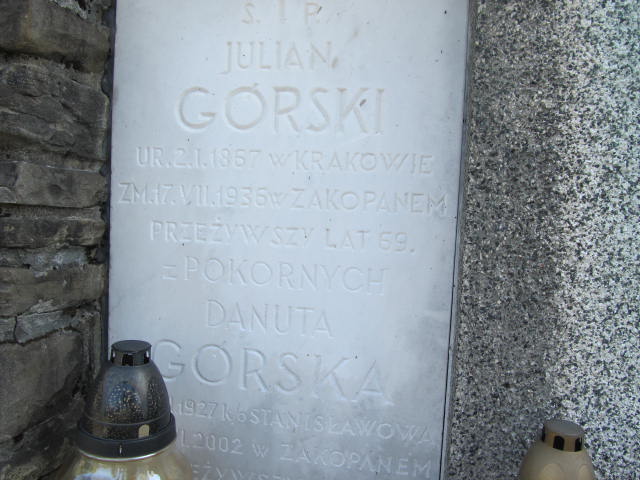 Ś. † P.
JULIAN
GÓRSKI
UR. 2.I.1867 w KRAKOWIE
ZM. 17.VII.1936 w ZAKOPANEM
PRZEŻYWSZY LAT 69.
z POKORNYCH
DANUTA
GÓRSKA
1927 K/o STANISŁAWOWA
.2002 W ZAKOPANEM